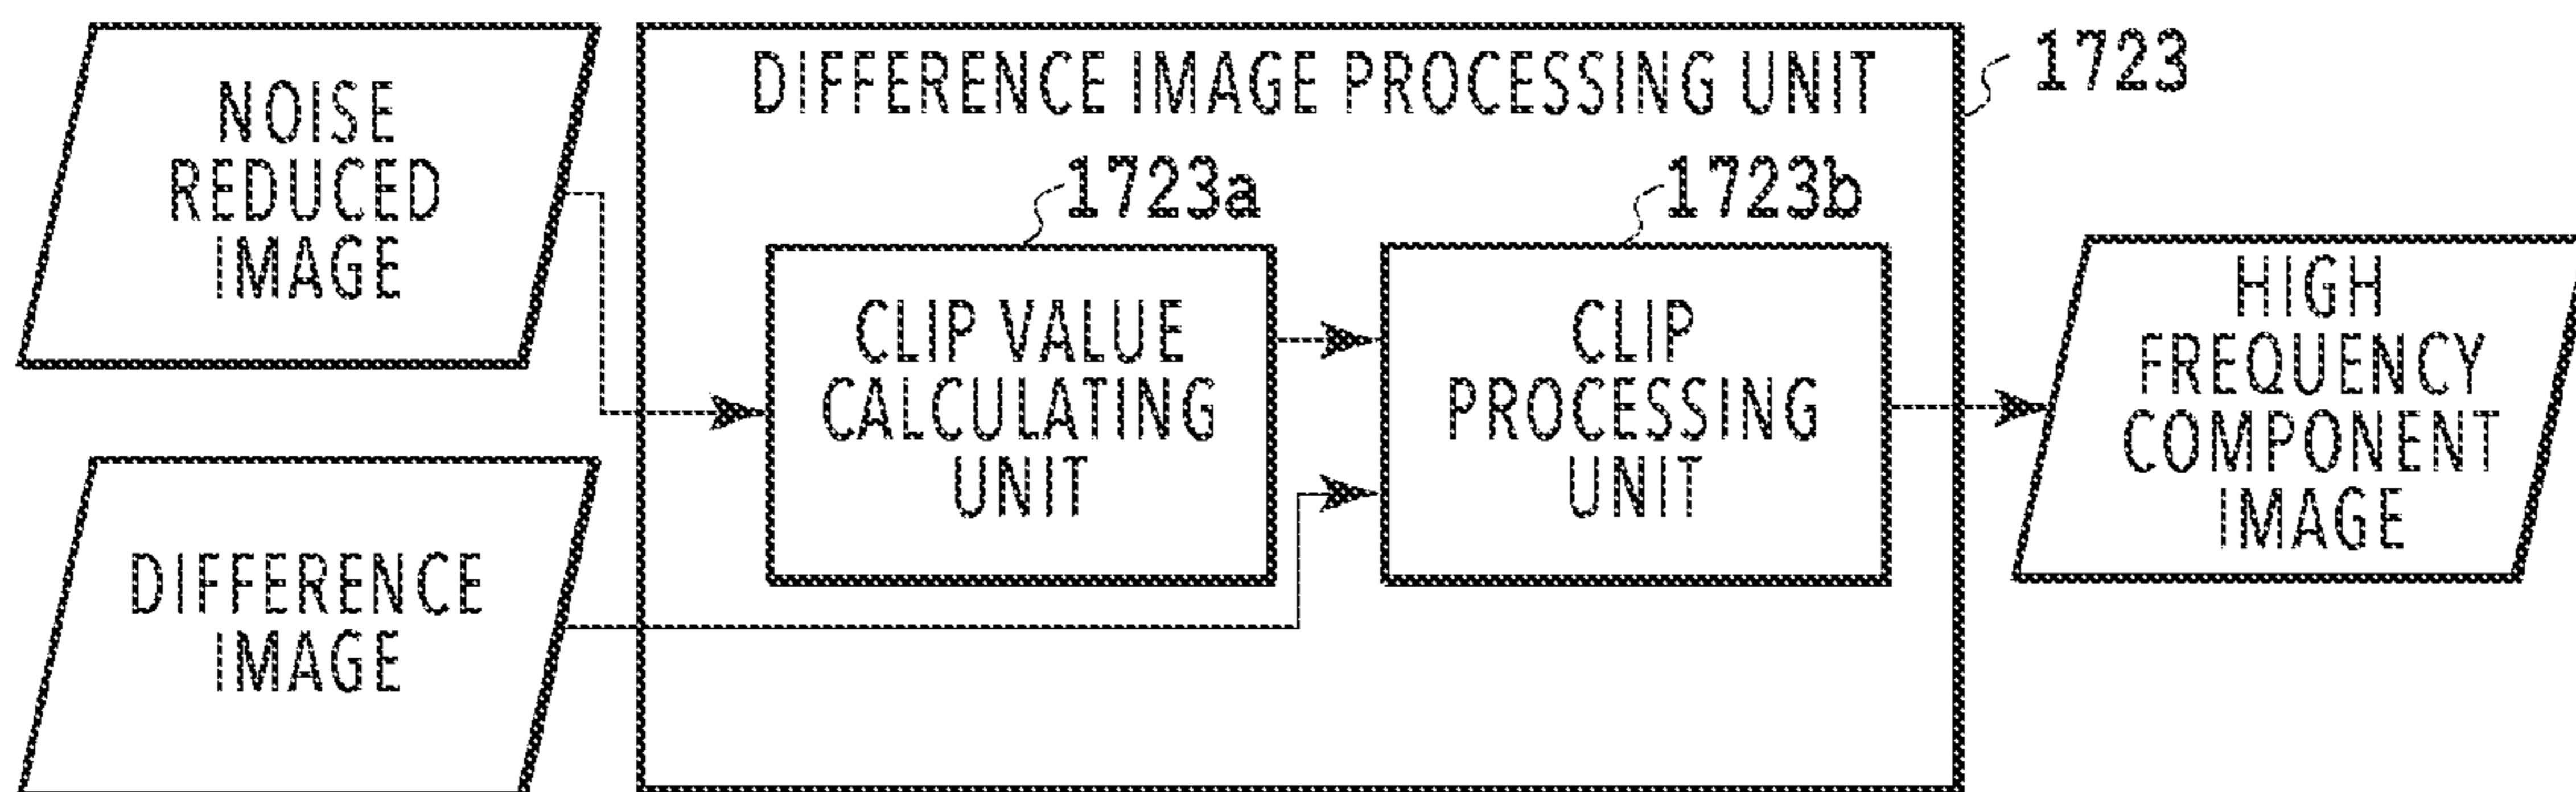 NOISE
REDUCED
IMAGE
DIFFERENCE
IMAGE
DIFFERENCE IMAGE PROCESSING UNIT
1723
1723a
CLIP VALUE
CALCULATING
UNIT
1723b
CLIP
PROCESSING
UNIT
HIGH
FREQUENCY
COMPONENT
IMAGE